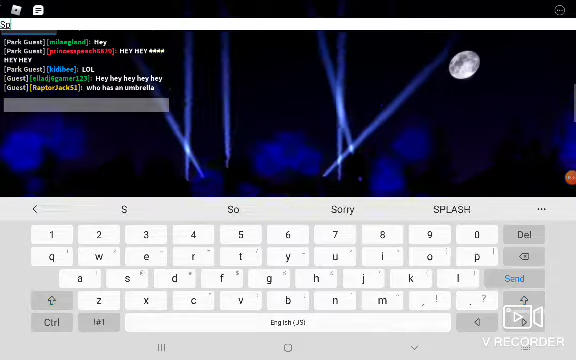 Sp
[Park Guest] [milnagland]: Hey
[Park Guest] [princesspeach6639]: HEY HEY ####
HEY HEY
[Park Guest] [kidibee]: LOL
[Guest] [elladj6gamer123]: Hey hey hey hey hey
[Guest] [RaptorJack51]: who has an umbrella
S So Sorry SPLASH
1 2 3 4 5 6 7 8 9 0 Del
q w e r t y u i o p
a s d f g h j k l Send
z x c v b n m , ! . ?
Ctrl !#1 English (US)
V RECORDER